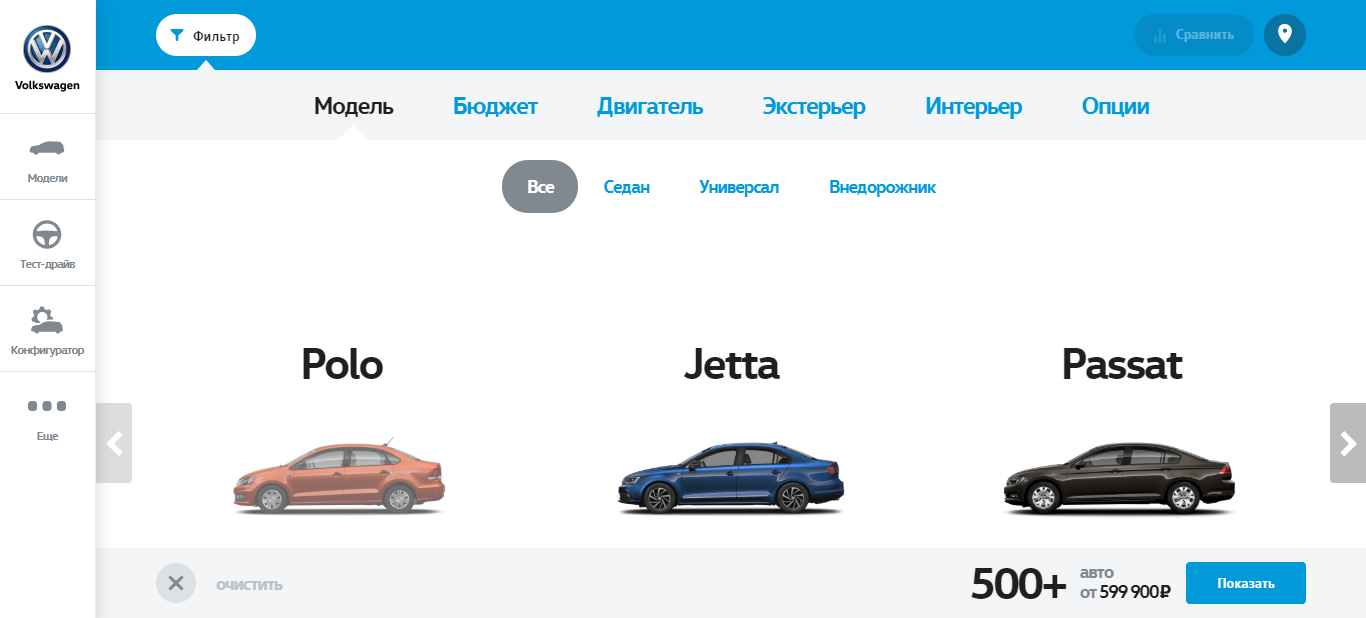 Volkswagen
Модели
Тест-драйв
Конфигуратор
Еще
Фильтр
Сравнить
Модель Бюджет Двигатель Экстерьер Интерьер Опции
Все Седан Универсал Внедорожник
Polo Jetta Passat
очистить
500+
авто
от 599 900₽
Показать